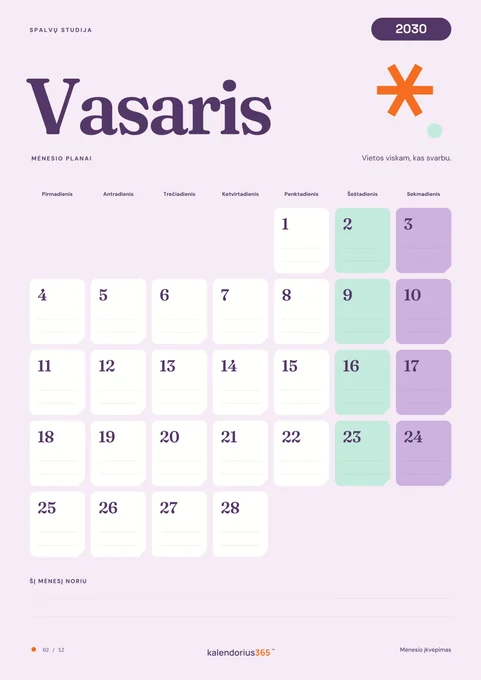 SPALVŲ STUDIJA
2030
Vasaris
MĖNESIO PLANAI
Vietos viskam, kas svarbu.
Pirmadienis Antradienis Trečiadienis Ketvirtadienis Penktadienis Šeštadienis Sekmadienis
1 2 3
4 5 6 7 8 9 10
11 12 13 14 15 16 17
18 19 20 21 22 23 24
25 26 27 28
ŠĮ MĖNESĮ NORIU
02 / 12
kalendorius365™
Mėnesio įkvėpimas